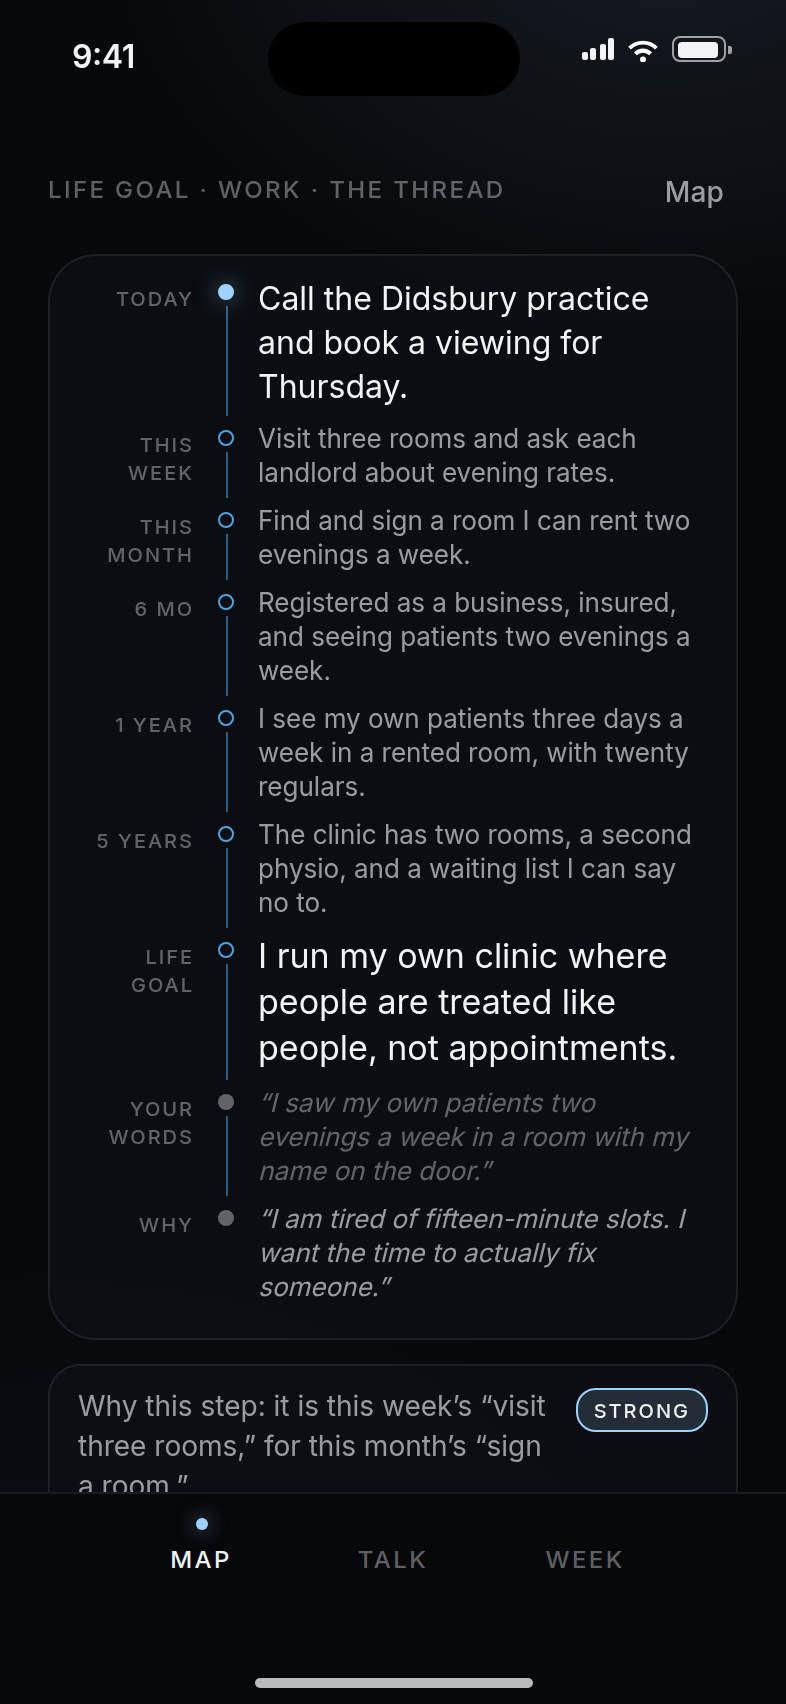 9:41
LIFE GOAL · WORK · THE THREAD
Map
TODAY
Call the Didsbury practice
and book a viewing for
Thursday.
THIS
WEEK
Visit three rooms and ask each
landlord about evening rates.
THIS
MONTH
Find and sign a room I can rent two
evenings a week.
6 MO
Registered as a business, insured,
and seeing patients two evenings a
week.
1 YEAR
I see my own patients three days a
week in a rented room, with twenty
regulars.
5 YEARS
The clinic has two rooms, a second
physio, and a waiting list I can say
no to.
LIFE
GOAL
I run my own clinic where
people are treated like
people, not appointments.
YOUR
WORDS
“I saw my own patients two
evenings a week in a room with my
name on the door.”
WHY
“I am tired of fifteen-minute slots. I
want the time to actually fix
someone.”
Why this step: it is this week’s “visit
three rooms,” for this month’s “sign
a room.”
STRONG
MAP
TALK
WEEK